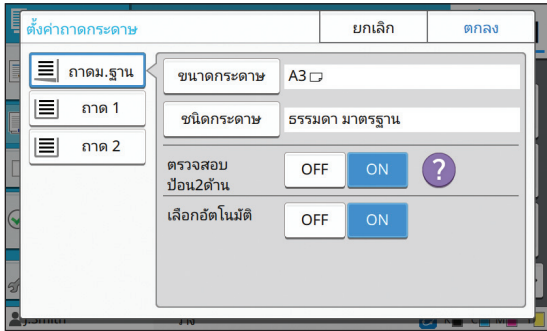 ตั้งค่าถาดกระดาษ
ยกเลิก
ตกลง
ถาดม.ฐาน
ถาด 1
ถาด 2
ขนาดกระดาษ
A3
ชนิดกระดาษ
ธรรมดา มาตรฐาน
ตรวจสอบ
ป้อน2ด้าน
OFF
ON
?
เลือกอัตโนมัติ
OFF
ON